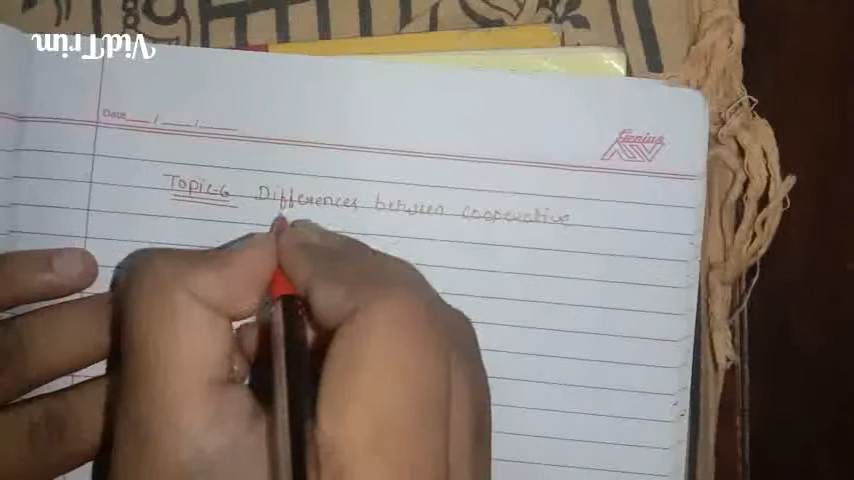 VidTrim
Date / /
Genius
Topic-6 Differences between cooperative